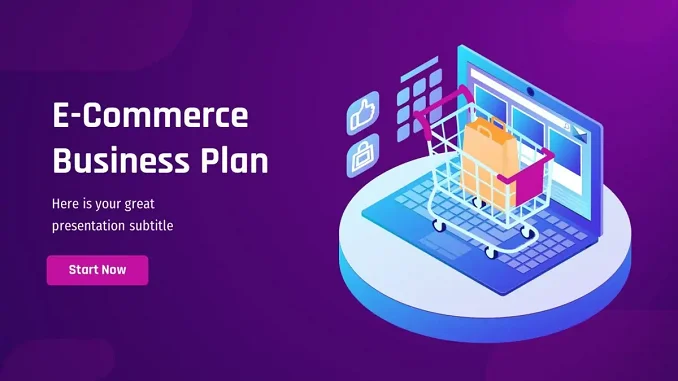 E-Commerce
Business Plan
Here is your great
presentation subtitle
Start Now